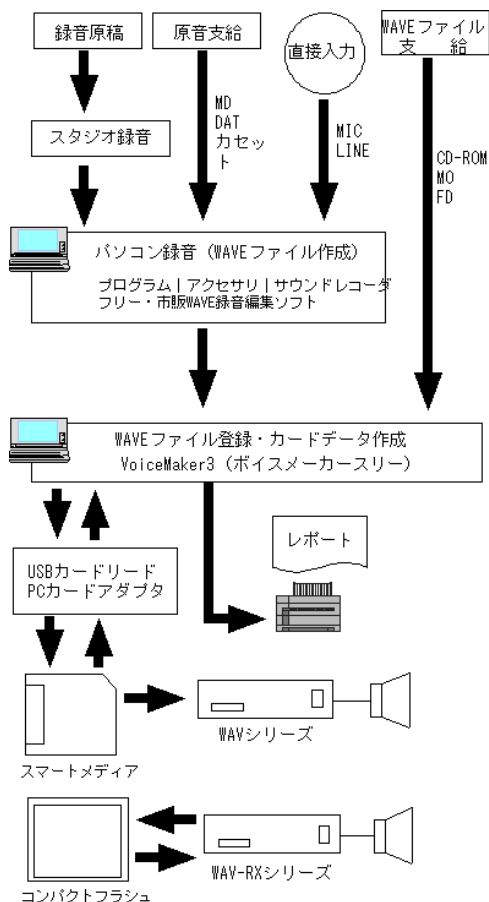 録音原稿
原音支給
直接入力
WAVEファイル
支　給
スタジオ録音
MD
DAT
カセッ
ト
MIC
LINE
CD-ROM
MO
FD
パソコン録音（WAVEファイル作成）
プログラム｜アクセサリ｜サウンドレコーダ
フリー・市販WAVE録音編集ソフト
WAVEファイル登録・カードデータ作成
VoiceMaker3（ボイスメーカースリー）
レポート
USBカードリード
PCカードアダプタ
WAVシリーズ
スマートメディア
WAV-RXシリーズ
コンパクトフラシュ